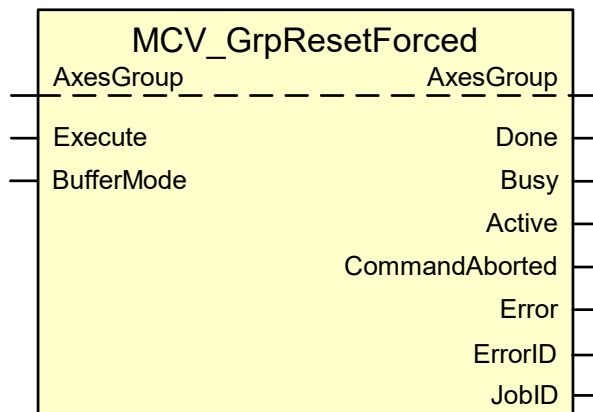 MCV_GrpResetForced
AxesGroup AxesGroup
Execute Done
BufferMode Busy
Active
CommandAborted
Error
ErrorID
JobID